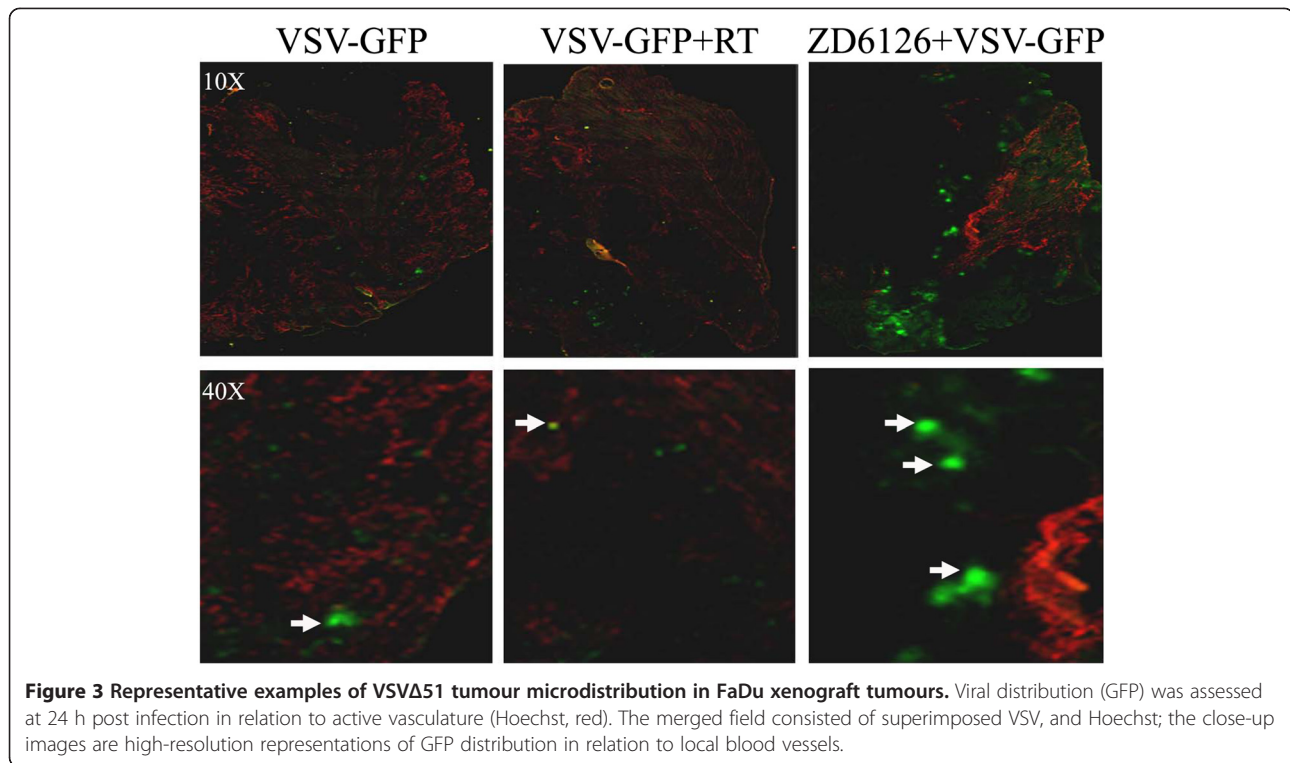 VSV-GFP VSV-GFP+RT ZD6126+VSV-GFP
10X
40X
Figure 3 Representative examples of VSVΔ51 tumour microdistribution in FaDu xenograft tumours. Viral distribution (GFP) was assessed
at 24 h post infection in relation to active vasculature (Hoechst, red). The merged field consisted of superimposed VSV, and Hoechst; the close-up
images are high-resolution representations of GFP distribution in relation to local blood vessels.